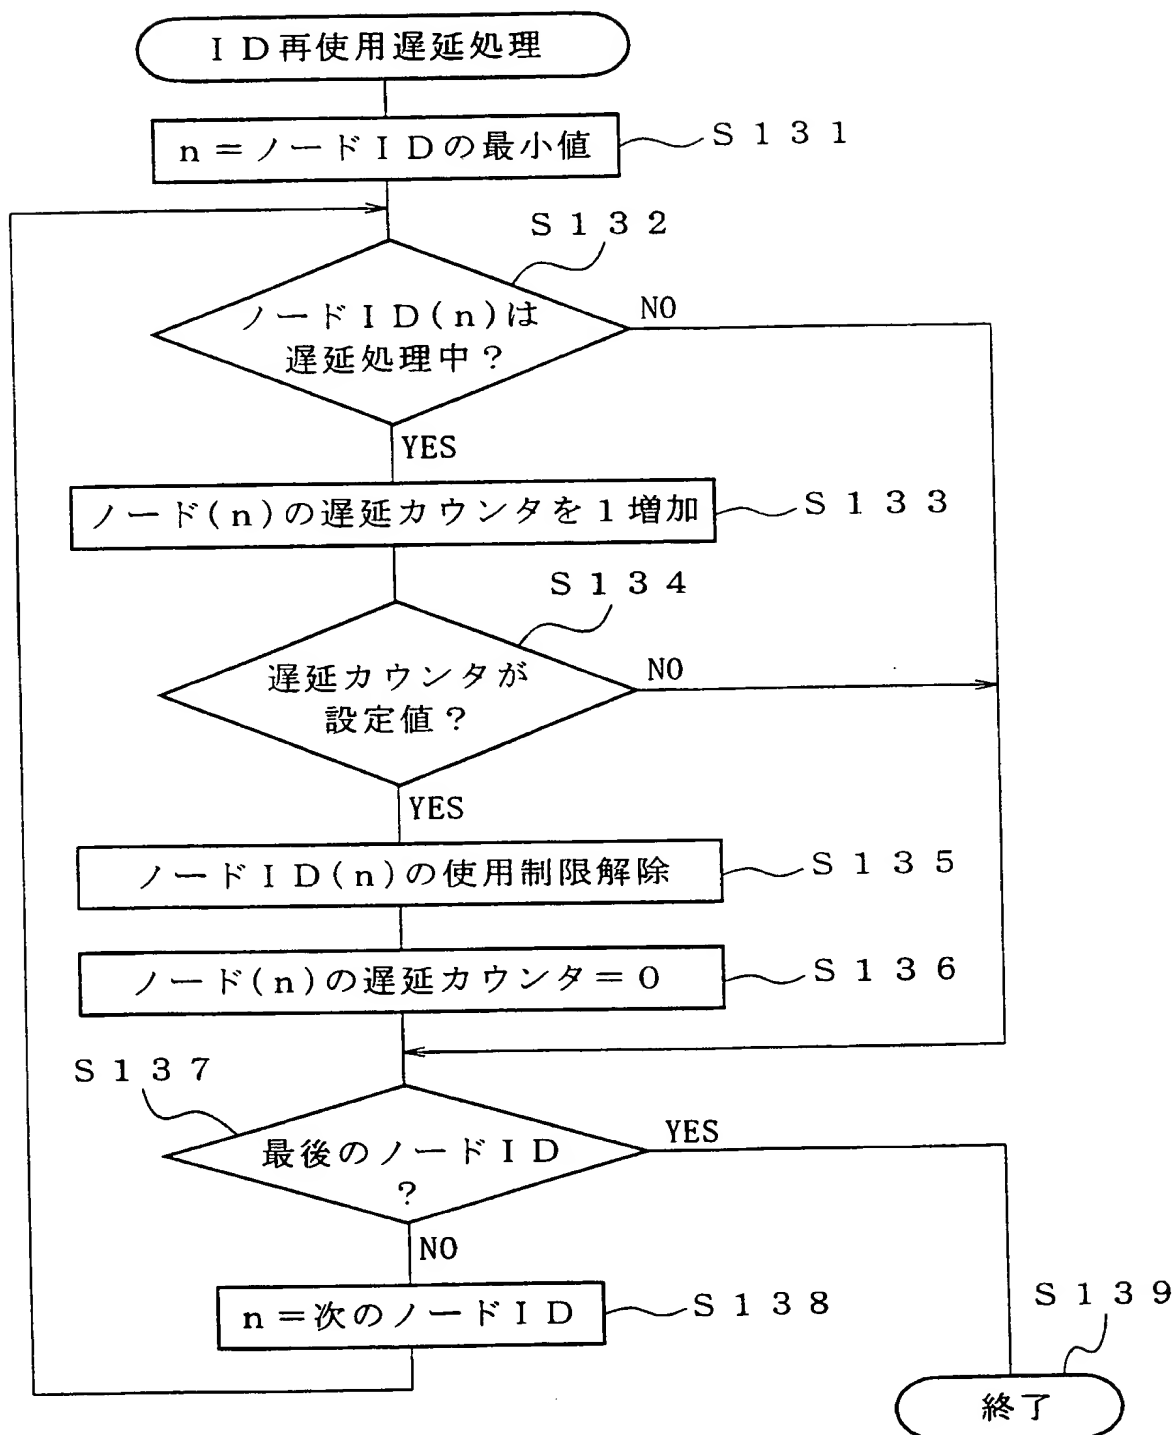 ID再使用遅延処理
n=ノードIDの最小値
S131
S132
ノードID(n)は
遅延処理中?
NO
YES
ノード(n)の遅延カウンタを1増加
S133
S134
遅延カウンタが
設定値?
NO
YES
ノードID(n)の使用制限解除
S135
ノード(n)の遅延カウンタ=0
S136
S137
最後のノードID
?
YES
NO
n=次のノードID
S138
S139
終了